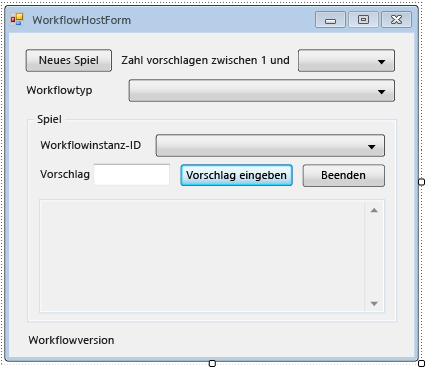 WorkflowHostForm
Neues Spiel Zahl vorschlagen zwischen 1 und
Workflowtyp
Spiel
Workflowinstanz-ID
Vorschlag Vorschlag eingeben Beenden
Workflowversion